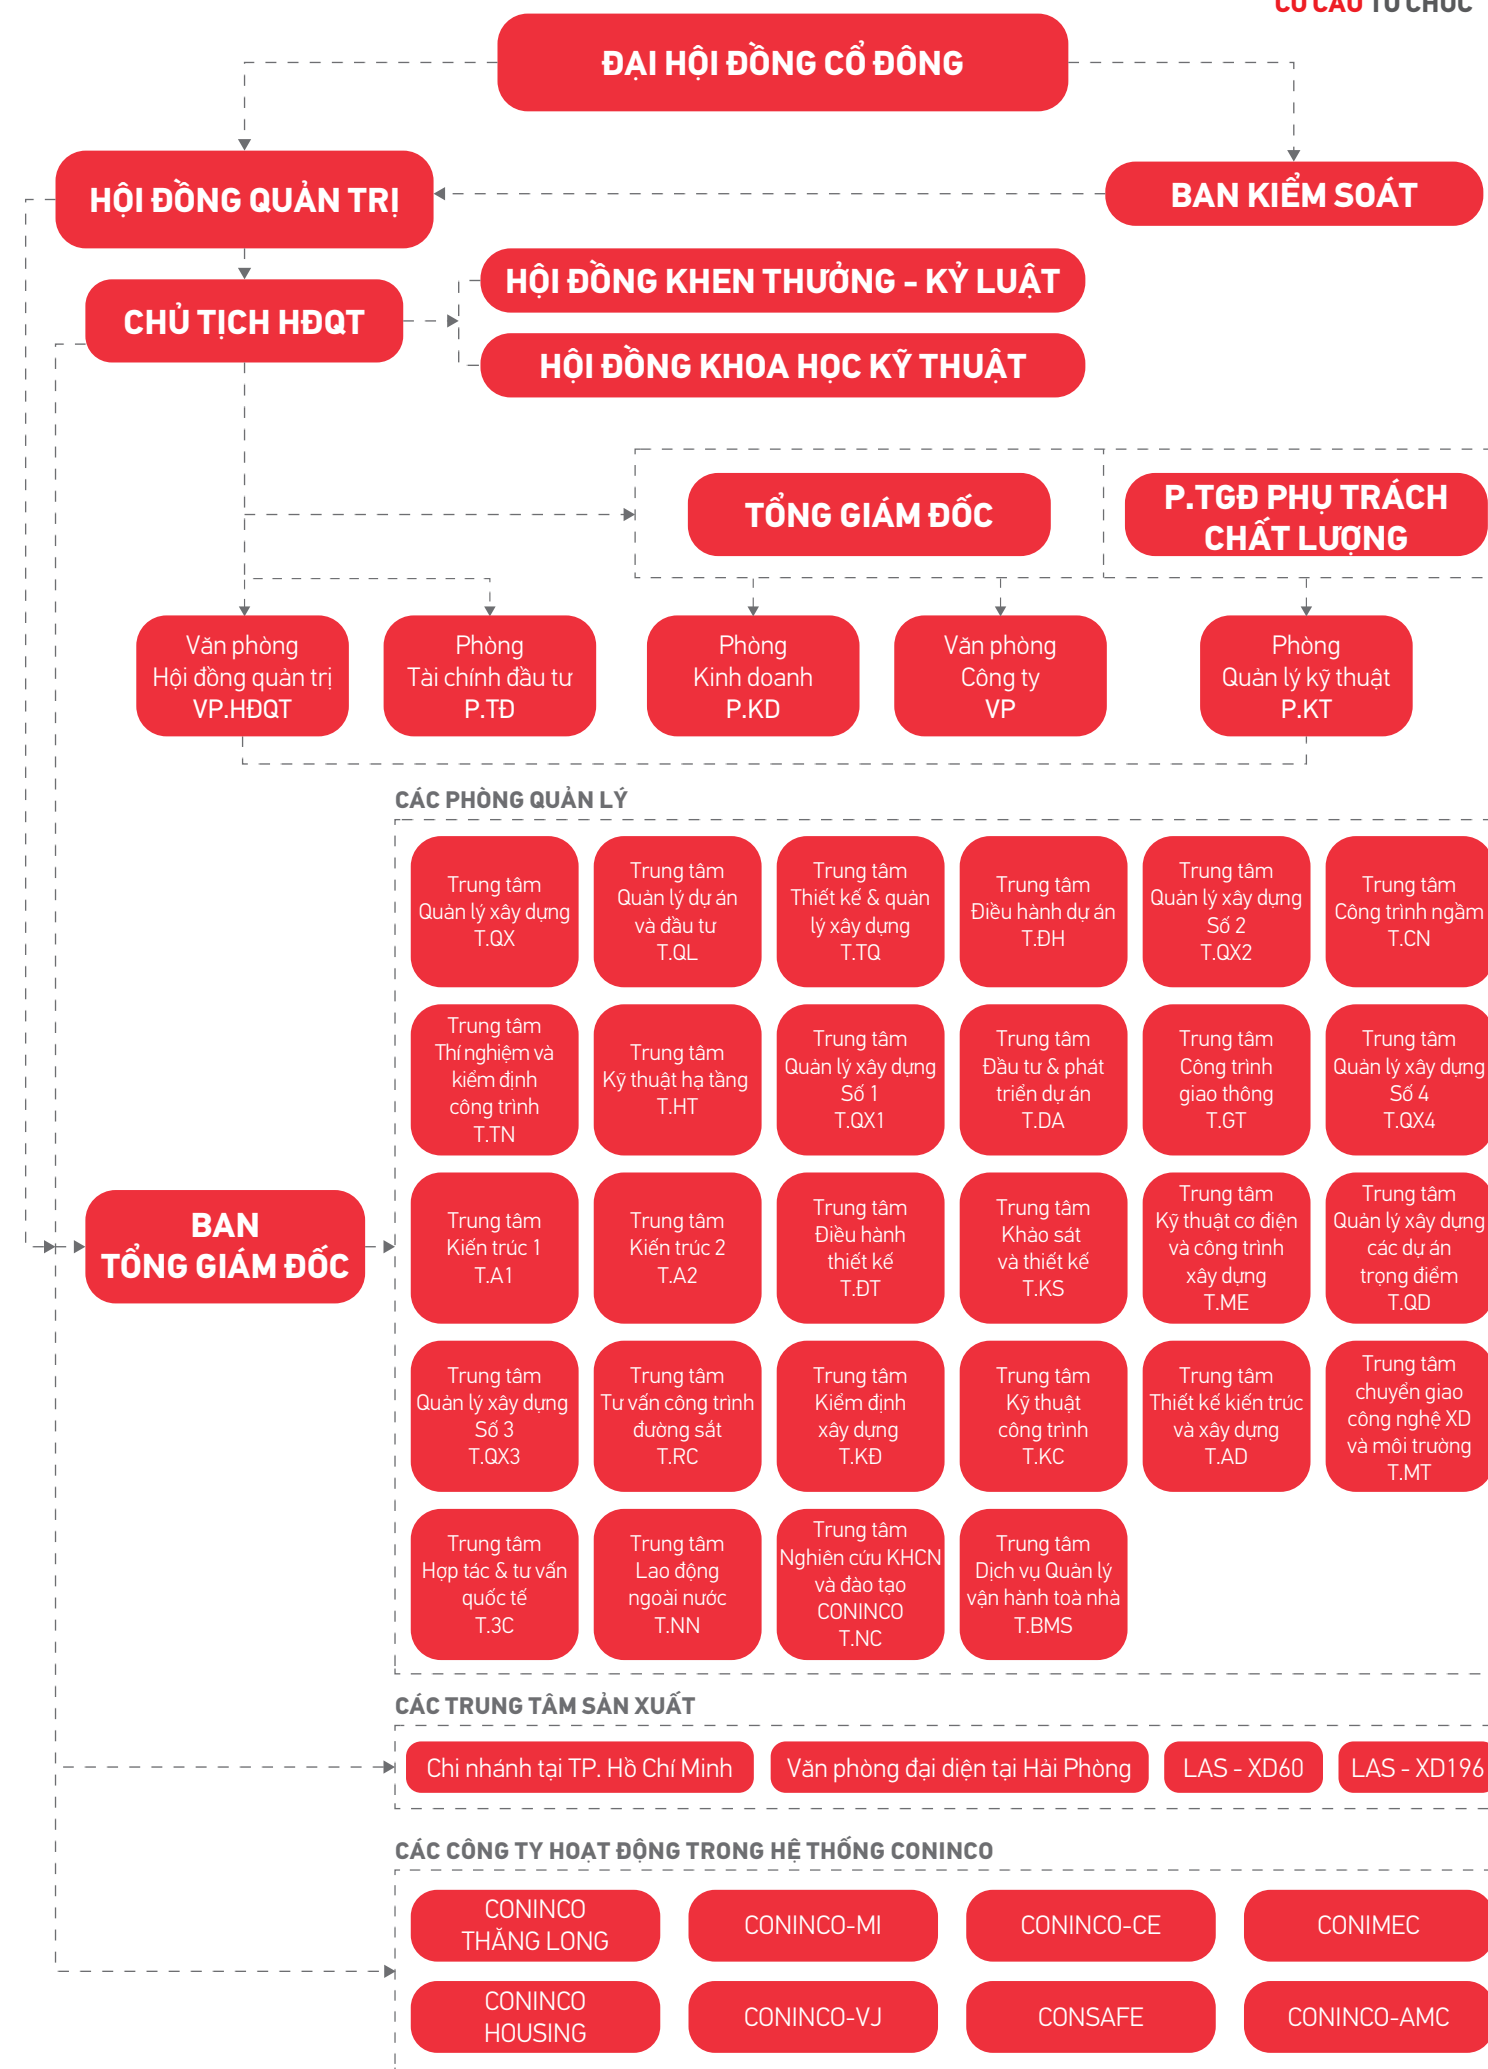 CƠ CẤU TỔ CHỨC
ĐẠI HỘI ĐỒNG CỔ ĐÔNG
HỘI ĐỒNG QUẢN TRỊ
BAN KIỂM SOÁT
CHỦ TỊCH HĐQT
HỘI ĐỒNG KHEN THƯỞNG - KỶ LUẬT
HỘI ĐỒNG KHOA HỌC KỸ THUẬT
TỔNG GIÁM ĐỐC
P.TGĐ PHỤ TRÁCH
CHẤT LƯỢNG
Văn phòng
Hội đồng quản trị
VP.HĐQT
Phòng
Tài chính đầu tư
P.TĐ
Phòng
Kinh doanh
P.KD
Văn phòng
Công ty
VP
Phòng
Quản lý kỹ thuật
P.KT
CÁC PHÒNG QUẢN LÝ
Trung tâm
Quản lý xây dựng
T.QX
Trung tâm
Quản lý dự án
và đầu tư
T.QL
Trung tâm
Thiết kế & quản
lý xây dựng
T.TQ
Trung tâm
Điều hành dự án
T.ĐH
Trung tâm
Quản lý xây dựng
Số 2
T.QX2
Trung tâm
Công trình ngầm
T.CN
Trung tâm
Thí nghiệm và
kiểm định
công trình
T.TN
Trung tâm
Kỹ thuật hạ tầng
T.HT
Trung tâm
Quản lý xây dựng
Số 1
T.QX1
Trung tâm
Đầu tư & phát
triển dự án
T.DA
Trung tâm
Công trình
giao thông
T.GT
Trung tâm
Quản lý xây dựng
Số 4
T.QX4
BAN
TỔNG GIÁM ĐỐC
Trung tâm
Kiến trúc 1
T.A1
Trung tâm
Kiến trúc 2
T.A2
Trung tâm
Điều hành
thiết kế
T.ĐT
Trung tâm
Khảo sát
và thiết kế
T.KS
Trung tâm
Kỹ thuật cơ điện
và công trình
xây dựng
T.ME
Trung tâm
Quản lý xây dựng
các dự án
trọng điểm
T.QD
Trung tâm
Quản lý xây dựng
Số 3
T.QX3
Trung tâm
Tư vấn công trình
đường sắt
T.RC
Trung tâm
Kiểm định
xây dựng
T.KĐ
Trung tâm
Kỹ thuật
công trình
T.KC
Trung tâm
Thiết kế kiến trúc
và xây dựng
T.AD
Trung tâm
chuyển giao
công nghệ XD
và môi trường
T.MT
Trung tâm
Hợp tác & tư vấn
quốc tế
T.3C
Trung tâm
Lao động
ngoài nước
T.NN
Trung tâm
Nghiên cứu KHCN
và đào tạo
CONINCO
T.NC
Trung tâm
Dịch vụ Quản lý
vận hành toà nhà
T.BMS
CÁC TRUNG TÂM SẢN XUẤT
Chi nhánh tại TP. Hồ Chí Minh
Văn phòng đại diện tại Hải Phòng
LAS - XD60
LAS - XD196
CÁC CÔNG TY HOẠT ĐỘNG TRONG HỆ THỐNG CONINCO
CONINCO
THĂNG LONG
CONINCO-MI
CONINCO-CE
CONIMEC
CONINCO
HOUSING
CONINCO-VJ
CONSAFE
CONINCO-AMC